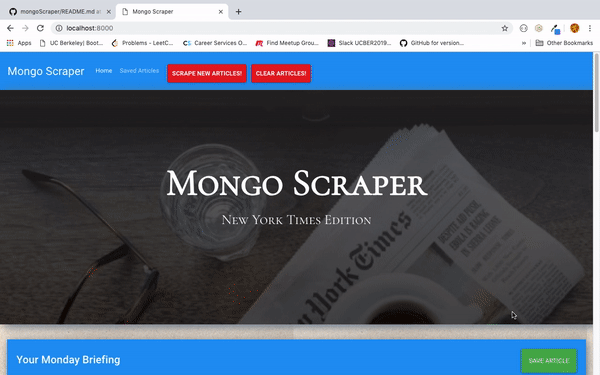 mongoScraper/README.md at
Mongo Scraper
localhost:8000
Apps
UC Berkeley| Boot...
Problems - LeetC...
Career Services O...
Find Meetup Grou...
Slack UCBER2019...
GitHub for version...
»
Other Bookmarks
Mongo Scraper
Home
Saved Articles
SCRAPE NEW ARTICLES!
CLEAR ARTICLES!
Mongo Scraper
New York Times Edition
York Times
Your Monday Briefing
SAVE ARTICLE